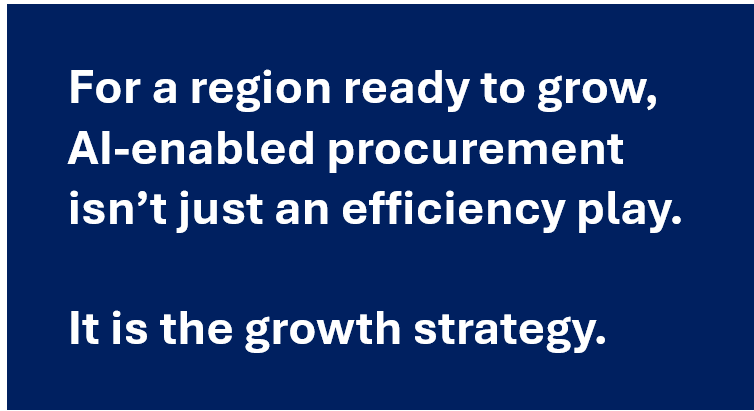 For a region ready to grow,
AI-enabled procurement
isn’t just an efficiency play.
It is the growth strategy.